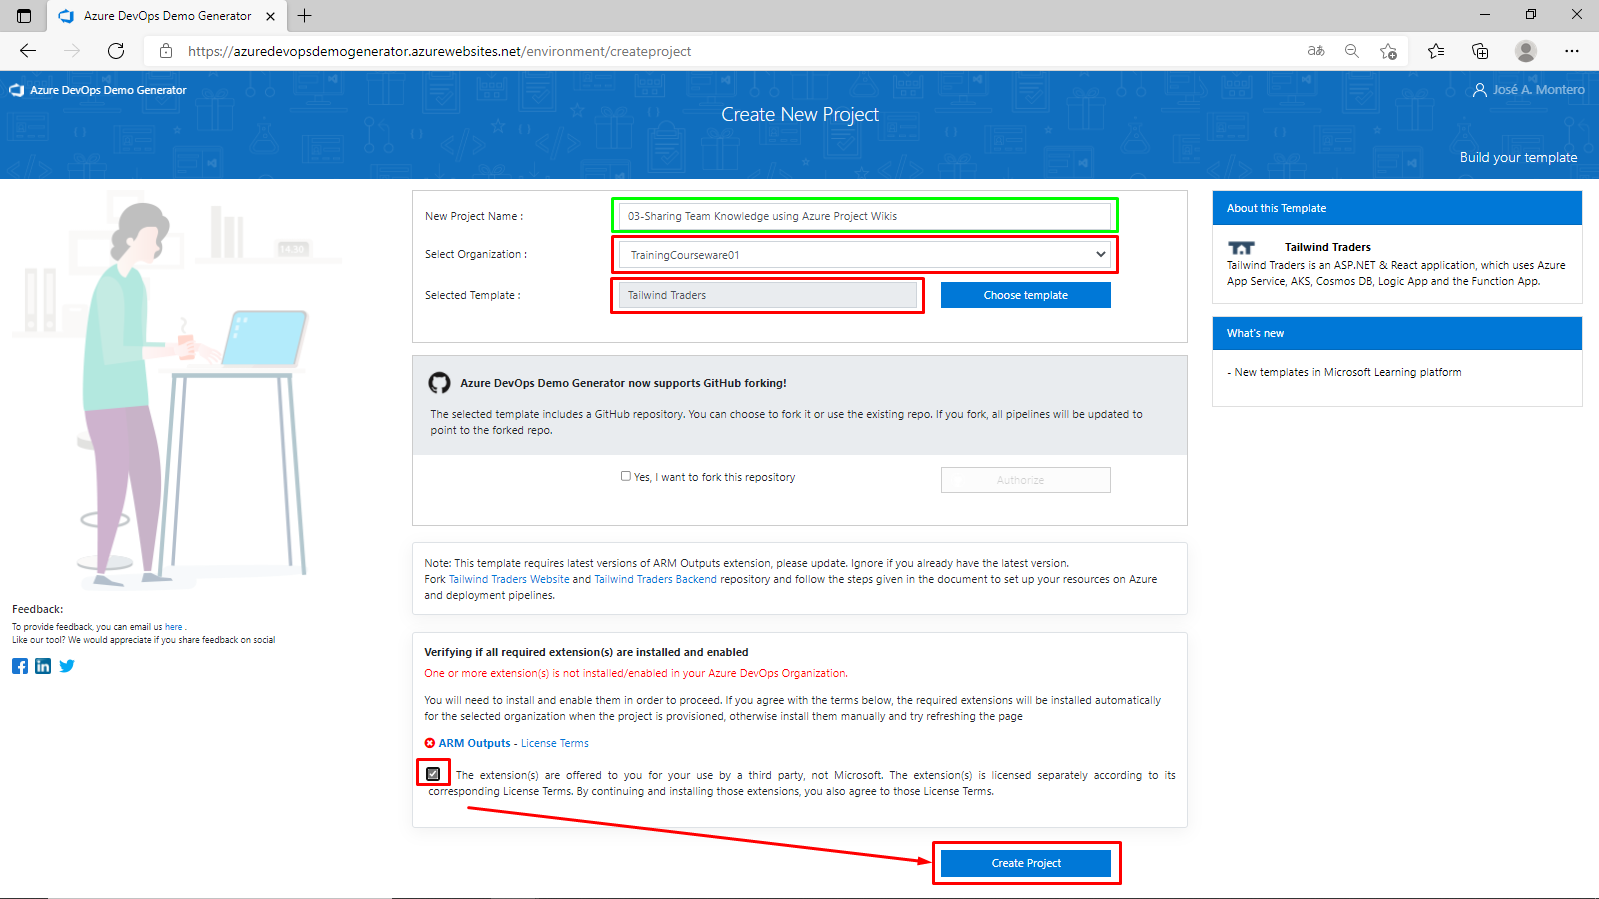 Azure DevOps Demo Generator
https://azuredevopsdemogenerator.azurewebsites.net/environment/createproject
aあ
Azure DevOps Demo Generator
José A. Montero
Create New Project
Build your template
New Project Name :
03-Sharing Team Knowledge using Azure Project Wikis
Select Organization :
TrainingCourseware01
Selected Template :
Tailwind Traders
Choose template
About this Template
Tailwind Traders
Tailwind Traders is an ASP.NET & React application, which uses Azure
App Service, AKS, Cosmos DB, Logic App and the Function App.
What's new
- New templates in Microsoft Learning platform
14.30
Azure DevOps Demo Generator now supports GitHub forking!
The selected template includes a GitHub repository. You can choose to fork it or use the existing repo. If you fork, all pipelines will be updated to
point to the forked repo.
Yes, I want to fork this repository
Authorize
Note: This template requires latest versions of ARM Outputs extension, please update. Ignore if you already have the latest version.
Fork Tailwind Traders Website and Tailwind Traders Backend repository and follow the steps given in the document to set up your resources on Azure
and deployment pipelines.
Feedback:
To provide feedback, you can email us here .
Like our tool? We would appreciate if you share feedback on social
Verifying if all required extension(s) are installed and enabled
One or more extension(s) is not installed/enabled in your Azure DevOps Organization.
You will need to install and enable them in order to proceed. If you agree with the terms below, the required extensions will be installed automatically
for the selected organization when the project is provisioned, otherwise install them manually and try refreshing the page
ARM Outputs - License Terms
The extension(s) are offered to you for your use by a third party, not Microsoft. The extension(s) is licensed separately according to its
corresponding License Terms. By continuing and installing those extensions, you also agree to those License Terms.
Create Project